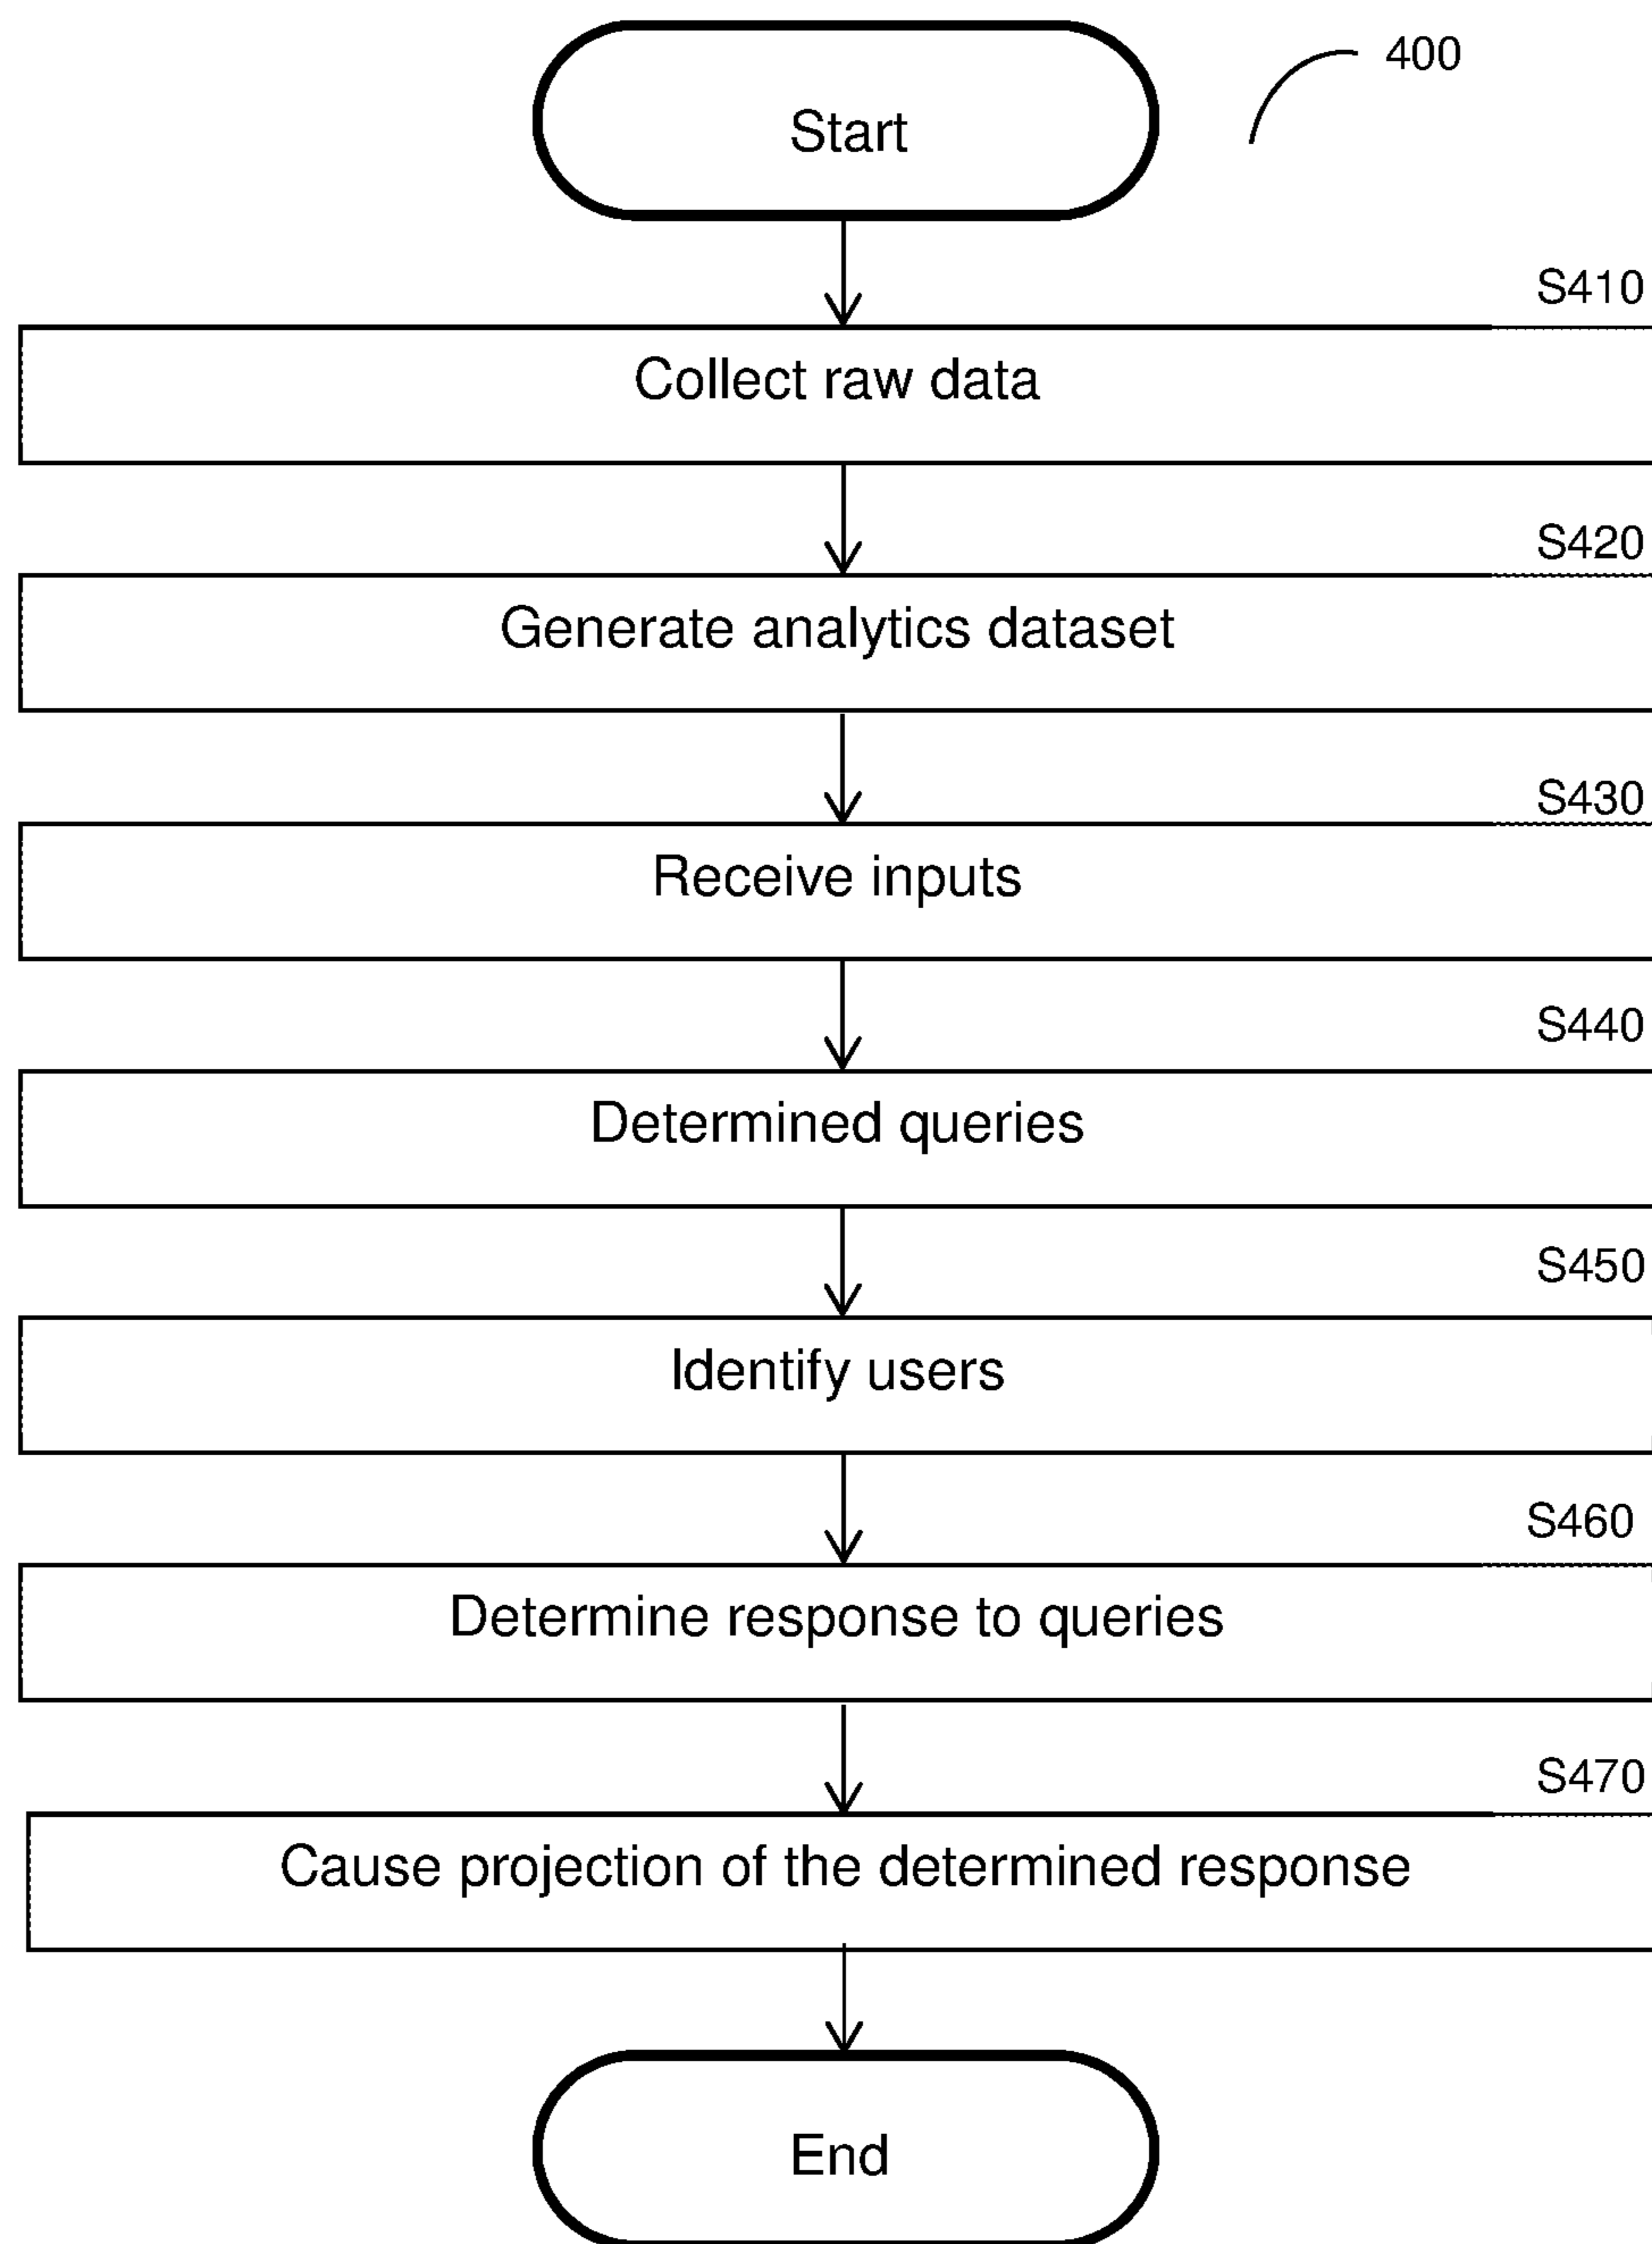 Start
400
S410
Collect raw data
S420
Generate analytics dataset
S430
Receive inputs
S440
Determined queries
S450
Identify users
S460
Determine response to queries
S470
Cause projection of the determined response
End